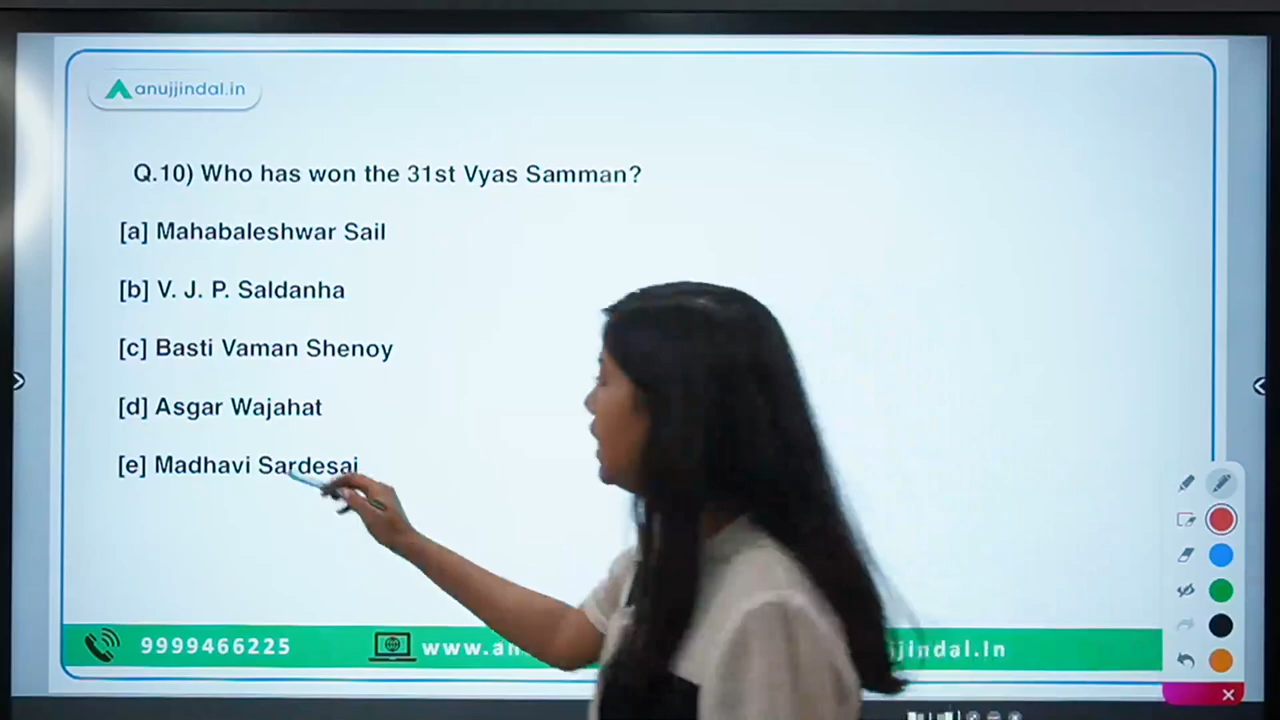 anujjindal.in
Q.10) Who has won the 31st Vyas Samman?
[a] Mahabaleshwar Sail
[b] V. J. P. Saldanha
[c] Basti Vaman Shenoy
[d] Asgar Wajahat
[e] Madhavi Sardesai
9999466225 www.an jjindal.In